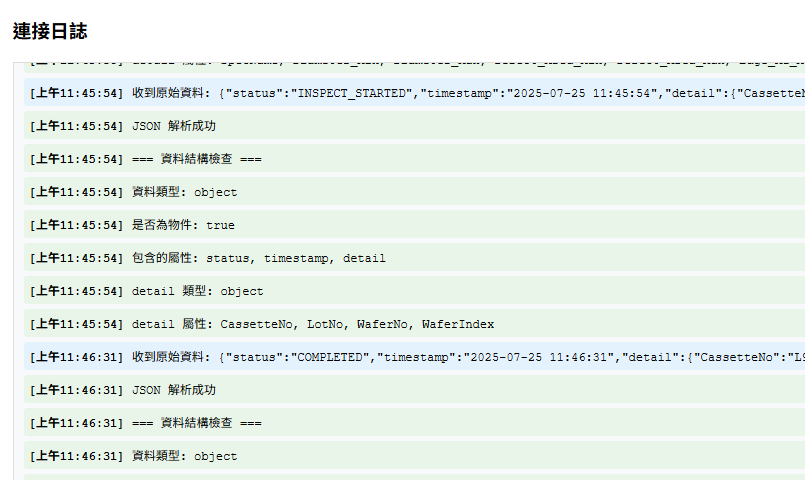 連接日誌
[上午11:45:54] 收到原始資料: {"status":"INSPECT_STARTED","timestamp":"2025-07-25 11:45:54","detail":{"Cassette
[上午11:45:54] JSON 解析成功
[上午11:45:54] === 資料結構檢查 ===
[上午11:45:54] 資料類型: object
[上午11:45:54] 是否為物件: true
[上午11:45:54] 包含的屬性: status, timestamp, detail
[上午11:45:54] detail 類型: object
[上午11:45:54] detail 屬性: CassetteNo, LotNo, WaferNo, WaferIndex
[上午11:46:31] 收到原始資料: {"status":"COMPLETED","timestamp":"2025-07-25 11:46:31","detail":{"CassetteNo":"L
[上午11:46:31] JSON 解析成功
[上午11:46:31] === 資料結構檢查 ===
[上午11:46:31] 資料類型: object